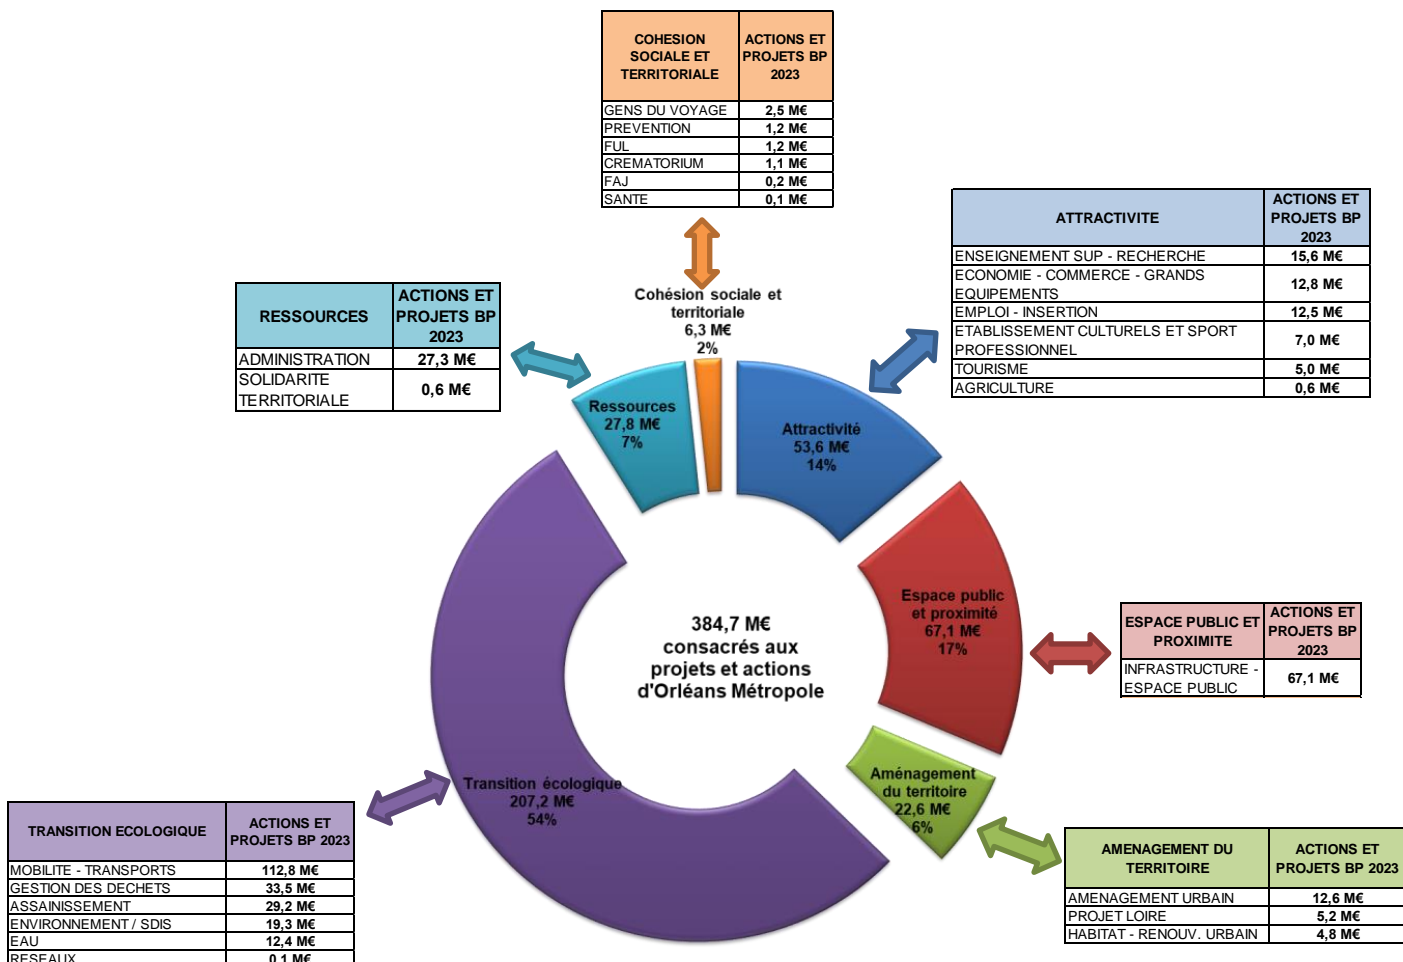 COHESION
SOCIALE ET
TERRITORIALE
ACTIONS ET
PROJETS BP
2023
GENS DU VOYAGE 2,5 M€
PREVENTION 1,2 M€
FUL 1,2 M€
CREMATORIUM 1,1 M€
FAJ 0,2 M€
SANTE 0,1 M€
ATTRACTIVITE
ACTIONS ET
PROJETS BP
2023
ENSEIGNEMENT SUP - RECHERCHE 15,6 M€
ECONOMIE - COMMERCE - GRANDS
EQUIPEMENTS
12,8 M€
EMPLOI - INSERTION 12,5 M€
ETABLISSEMENT CULTURELS ET SPORT
PROFESSIONNEL
7,0 M€
TOURISME 5,0 M€
AGRICULTURE 0,6 M€
RESSOURCES
ACTIONS ET
PROJETS BP
2023
ADMINISTRATION 27,3 M€
SOLIDARITE
TERRITORIALE
0,6 M€
Cohésion sociale et
territoriale
6,3 M€
2%
Ressources
27,8 M€
7%
Attractivité
53,6 M€
14%
Espace public
et proximité
67,1 M€
17%
384,7 M€
consacrés aux
projets et actions
d'Orléans Métropole
ESPACE PUBLIC ET
PROXIMITE
ACTIONS ET
PROJETS BP
2023
INFRASTRUCTURE -
ESPACE PUBLIC
67,1 M€
Aménagement
du territoire
22,6 M€
6%
Transition écologique
207,2 M€
54%
TRANSITION ECOLOGIQUE
ACTIONS ET
PROJETS BP 2023
MOBILITE - TRANSPORTS 112,8 M€
GESTION DES DECHETS 33,5 M€
ASSAINISSEMENT 29,2 M€
ENVIRONNEMENT / SDIS 19,3 M€
EAU 12,4 M€
RESEAUX 0,1 M€
AMENAGEMENT DU
TERRITOIRE
ACTIONS ET
PROJETS BP 2023
AMENAGEMENT URBAIN 12,6 M€
PROJET LOIRE 5,2 M€
HABITAT - RENOUV. URBAIN 4,8 M€